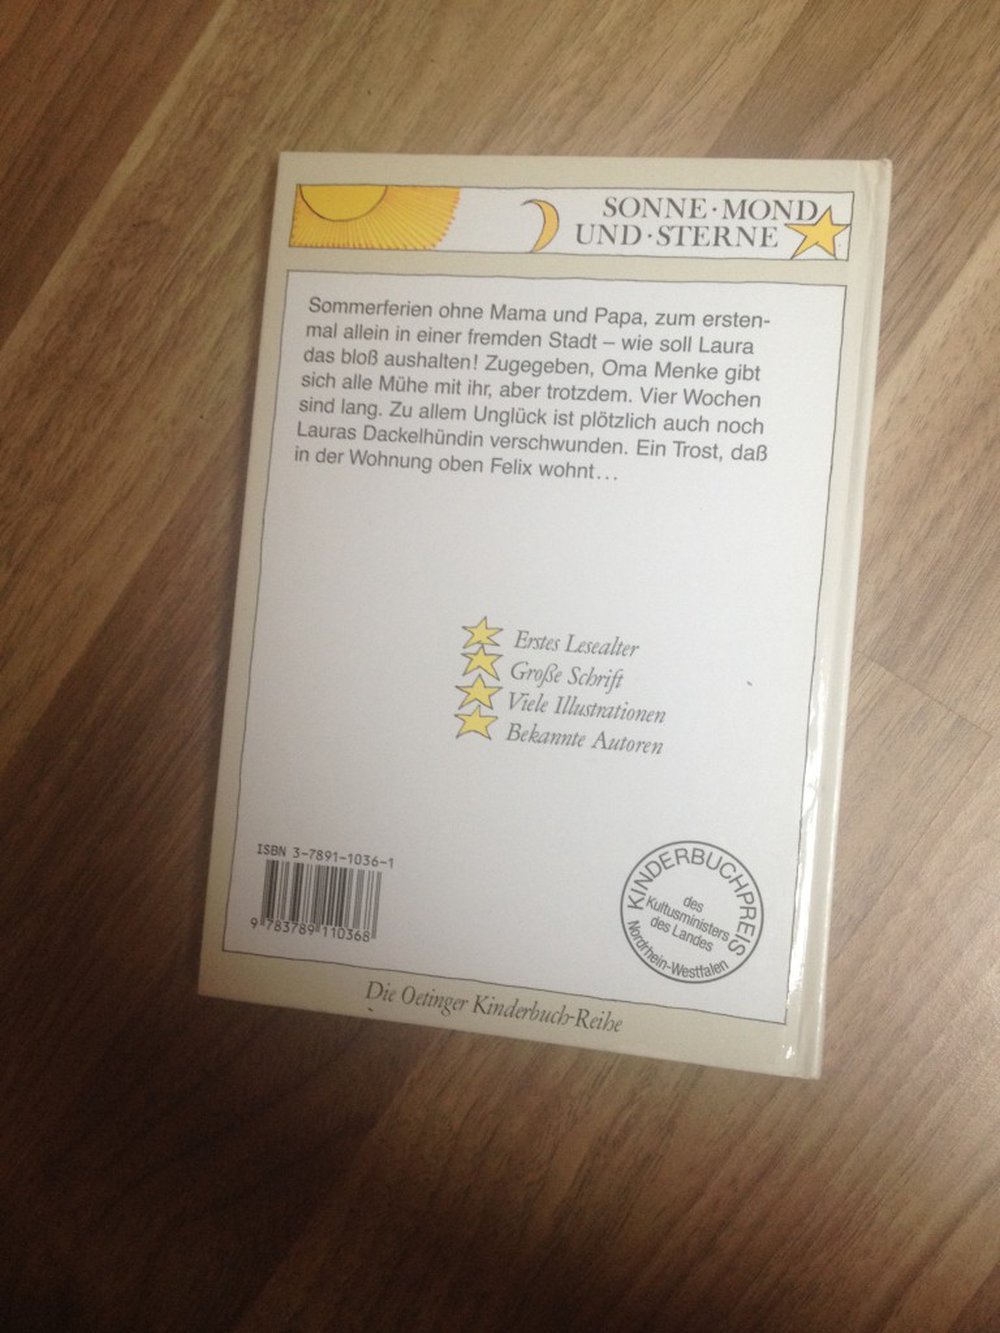 SONNE·MOND
UND·STERNE
Sommerferien ohne Mama und Papa, zum ersten-
mal allein in einer fremden Stadt – wie soll Laura
das bloß aushalten! Zugegeben, Oma Menke gibt
sich alle Mühe mit ihr, aber trotzdem. Vier Wochen
sind lang. Zu allem Unglück ist plötzlich auch noch
Lauras Dackelhündin verschwunden. Ein Trost, daß
in der Wohnung oben Felix wohnt...
Erstes Lesealter
Große Schrift
Viele Illustrationen
Bekannte Autoren
ISBN 3-7891-1036-1
9 783789 110368
KINDERBUCHPREIS
des
Kultusministers
des Landes
Nordrhein-Westfalen
Die Oetinger Kinderbuch-Reihe